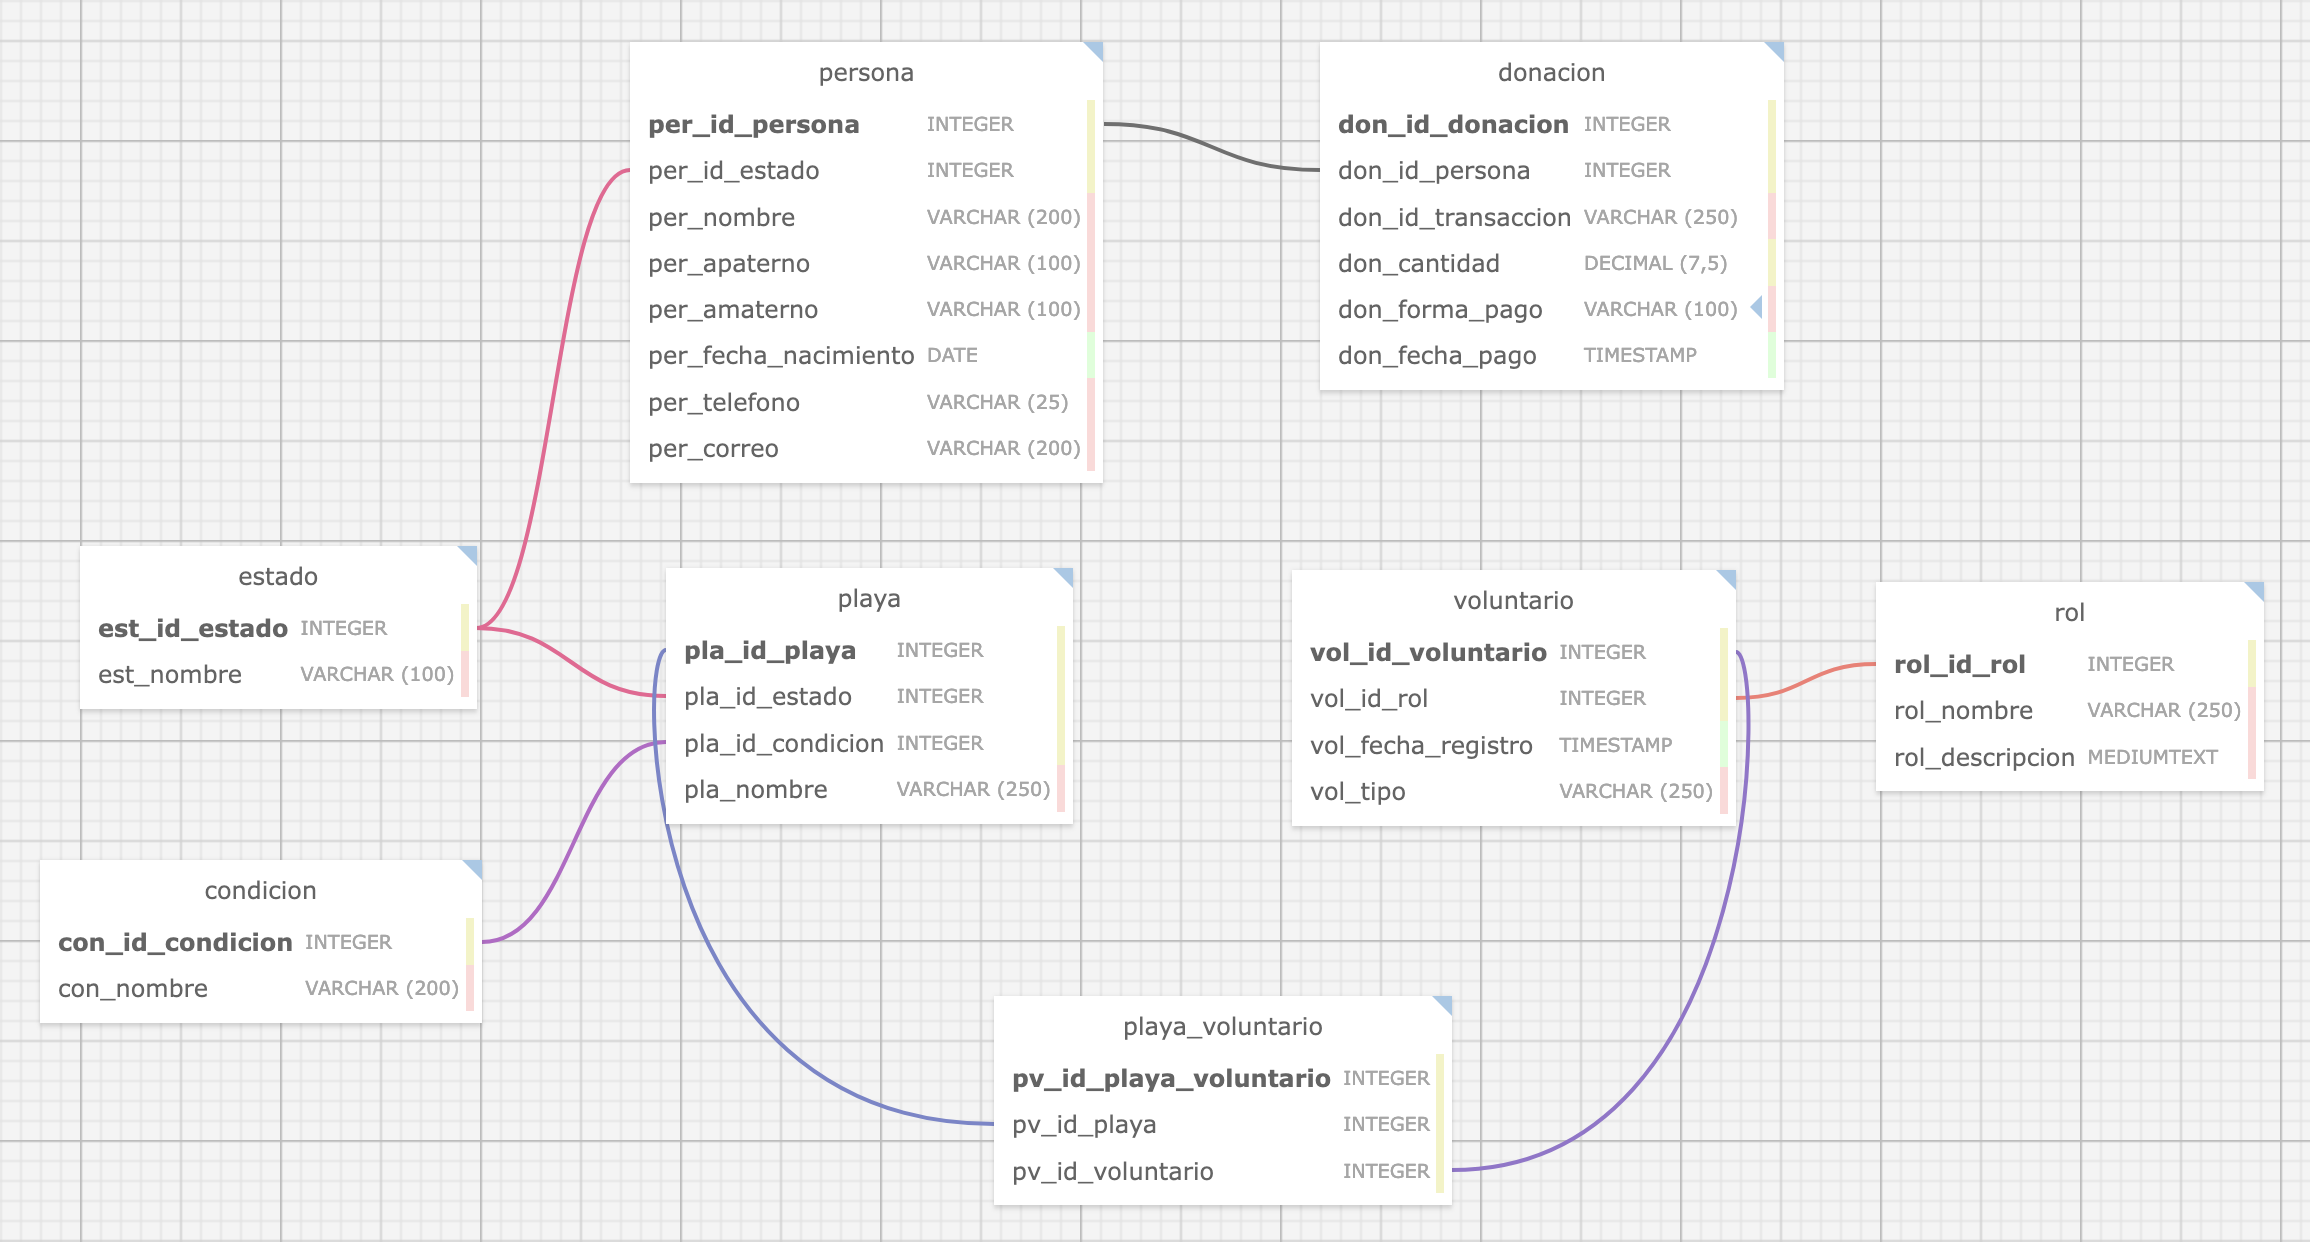 persona
per_id_persona INTEGER
per_id_estado INTEGER
per_nombre VARCHAR (200)
per_apaterno VARCHAR (100)
per_amaterno VARCHAR (100)
per_fecha_nacimiento DATE
per_telefono VARCHAR (25)
per_correo VARCHAR (200)
donacion
don_id_donacion INTEGER
don_id_persona INTEGER
don_id_transaccion VARCHAR (250)
don_cantidad DECIMAL (7,5)
don_forma_pago VARCHAR (100)
don_fecha_pago TIMESTAMP
estado
est_id_estado INTEGER
est_nombre VARCHAR (100)
playa
pla_id_playa INTEGER
pla_id_estado INTEGER
pla_id_condicion INTEGER
pla_nombre VARCHAR (250)
voluntario
vol_id_voluntario INTEGER
vol_id_rol INTEGER
vol_fecha_registro TIMESTAMP
vol_tipo VARCHAR (250)
rol
rol_id_rol INTEGER
rol_nombre VARCHAR (250)
rol_descripcion MEDIUMTEXT
condicion
con_id_condicion INTEGER
con_nombre VARCHAR (200)
playa_voluntario
pv_id_playa_voluntario INTEGER
pv_id_playa INTEGER
pv_id_voluntario INTEGER